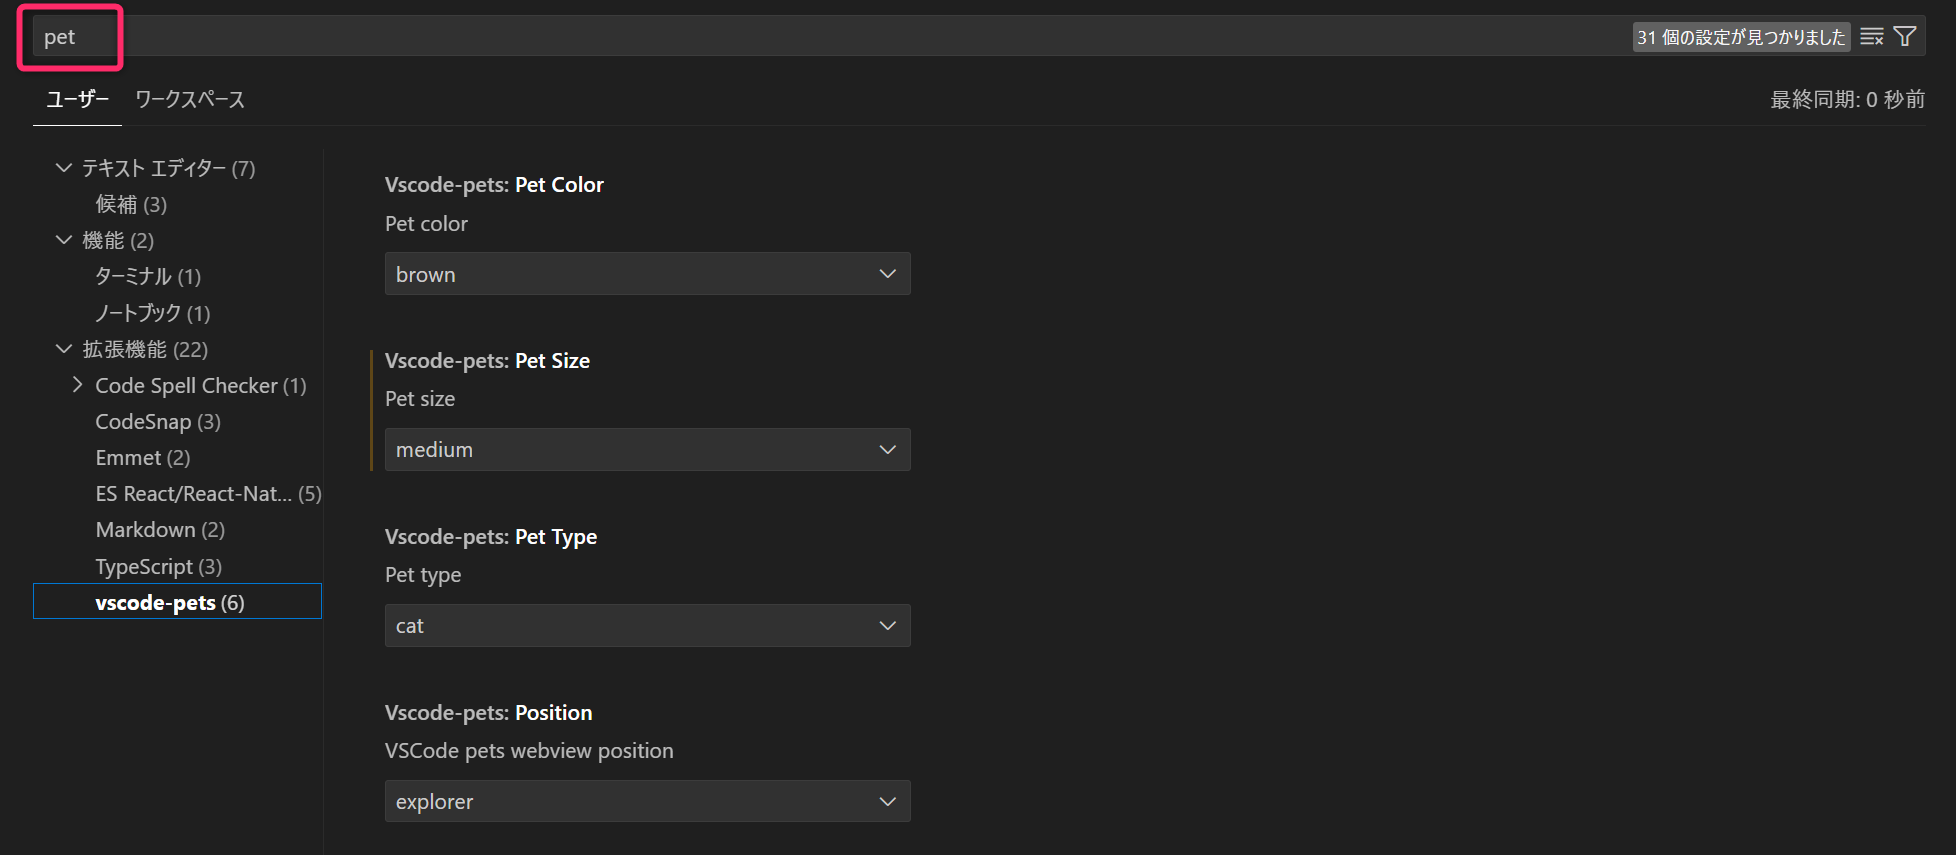 pet
31 個の設定が見つかりました
ユーザー ワークスペース
最終同期: 0 秒前
テキスト エディター (7)
候補 (3)
機能 (2)
ターミナル (1)
ノートブック (1)
拡張機能 (22)
Code Spell Checker (1)
CodeSnap (3)
Emmet (2)
ES React/React-Nat... (5)
Markdown (2)
TypeScript (3)
vscode-pets (6)
Vscode-pets: Pet Color
Pet color
brown
Vscode-pets: Pet Size
Pet size
medium
Vscode-pets: Pet Type
Pet type
cat
Vscode-pets: Position
VSCode pets webview position
explorer